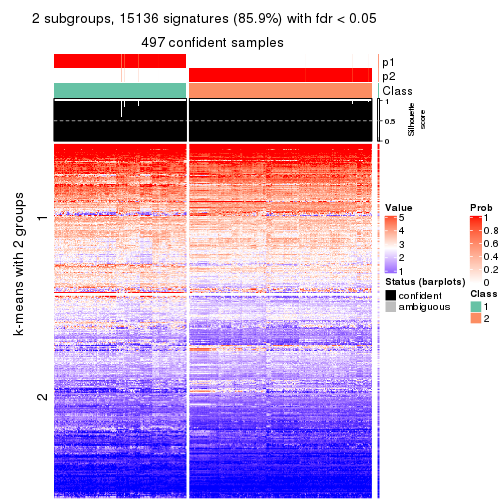 2 subgroups, 15136 signatures (85.9%) with fdr < 0.05
497 confident samples
p1
p2
Class
1
0.5
0
Silhouette
score
k-means with 2 groups
1
2
Value
5
4
3
2
1
Status (barplots)
confident
ambiguous
Prob
1
0.8
0.6
0.4
0.2
0
Class
1
2